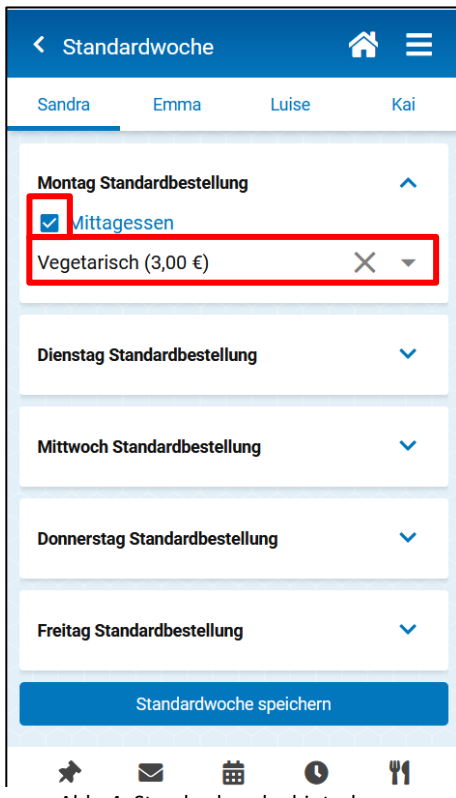 Standardwoche
Sandra Emma Luise Kai
Montag Standardbestellung
Mittagessen
Vegetarisch (3,00 €)
Dienstag Standardbestellung
Mittwoch Standardbestellung
Donnerstag Standardbestellung
Freitag Standardbestellung
Standardwoche speichern